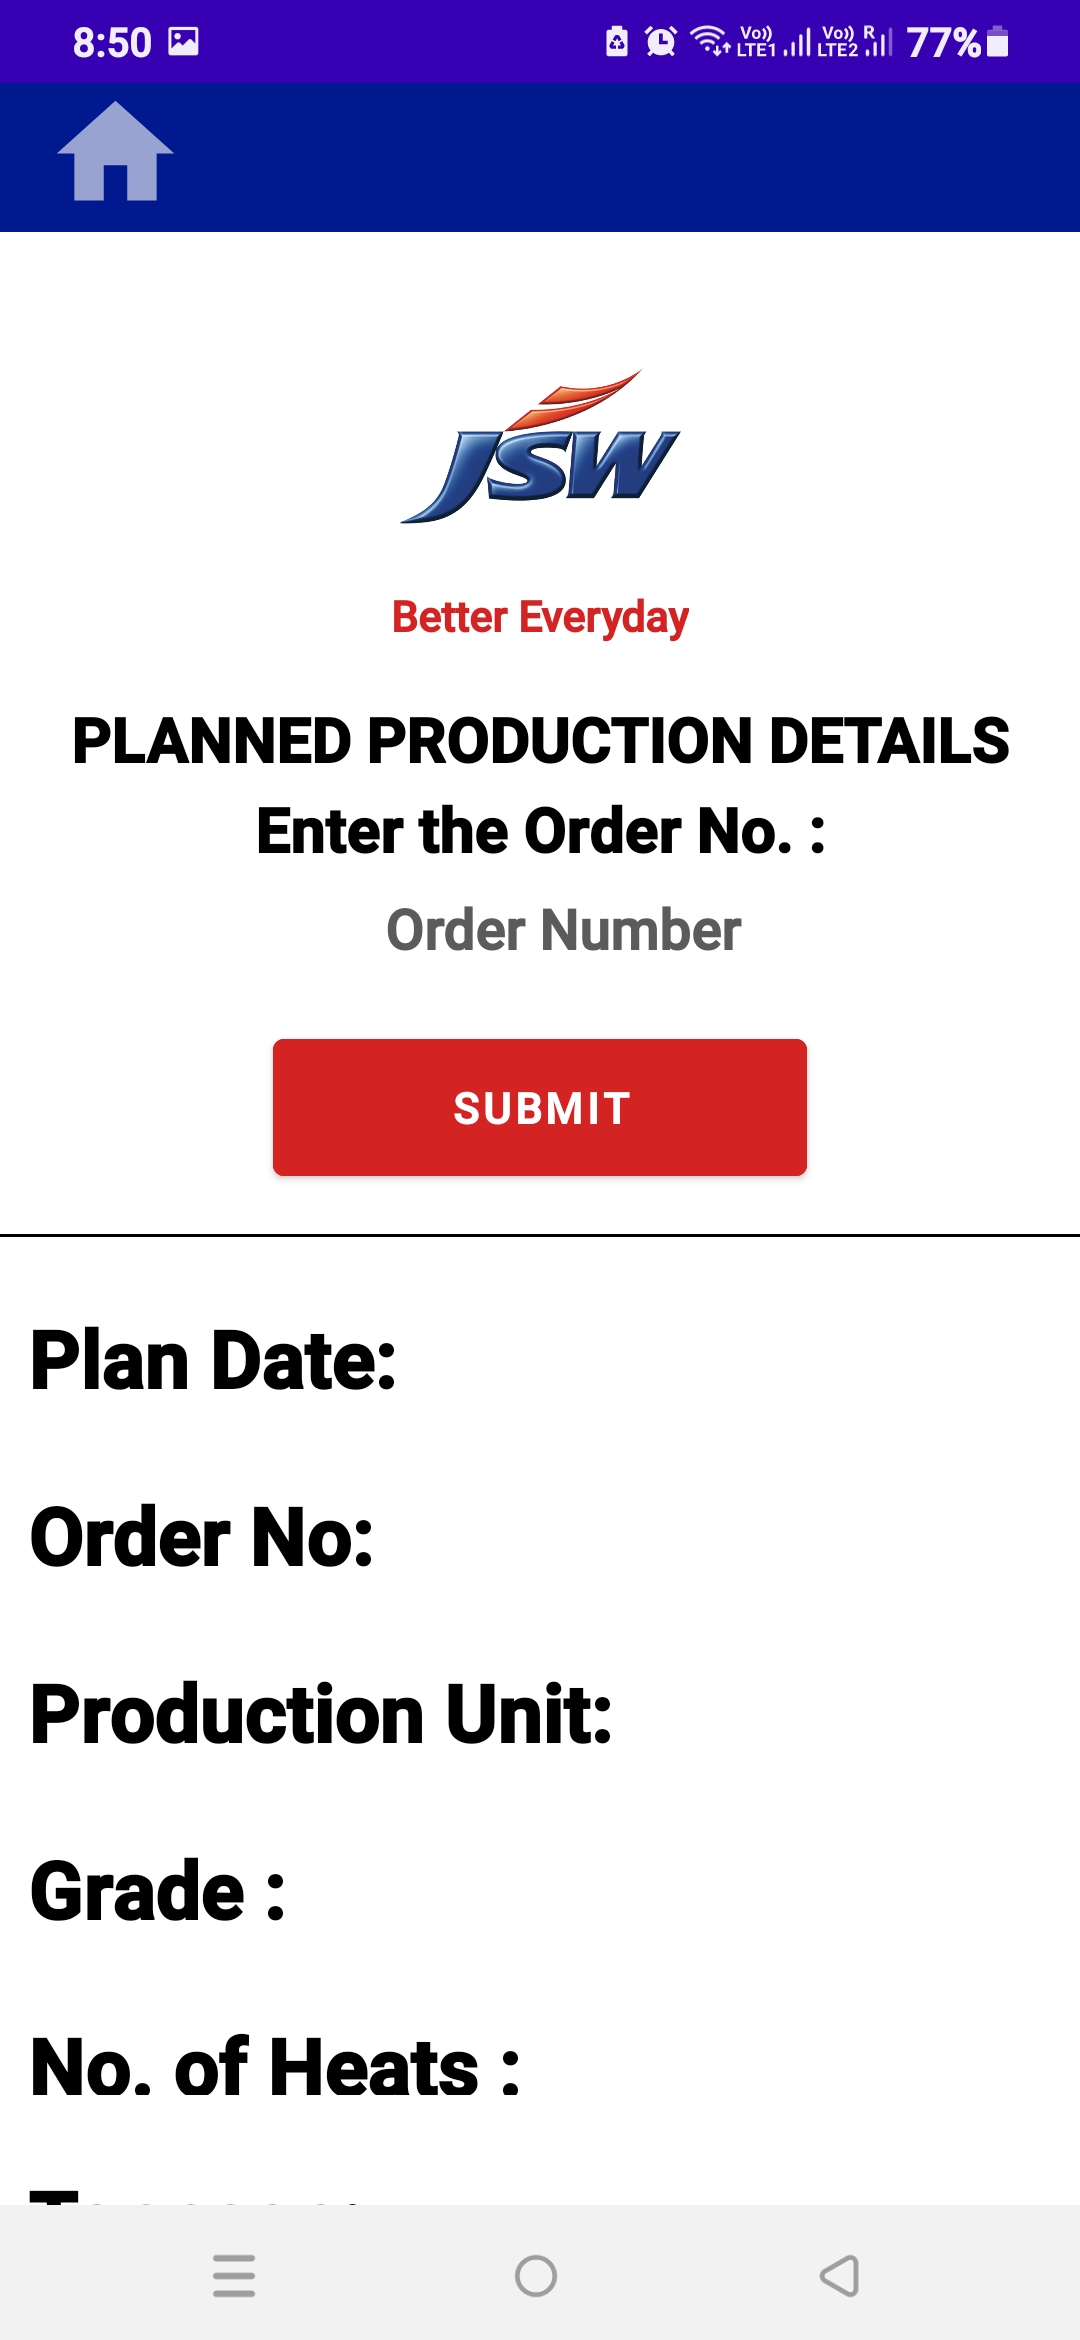 8:50 Vo)) LTE1 Vo)) LTE2 R 77%
JSW
Better Everyday
PLANNED PRODUCTION DETAILS
Enter the Order No. :
Order Number
SUBMIT
Plan Date:
Order No:
Production Unit:
Grade :
No. of Heats :